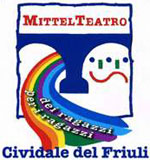 MITTELTEATRO
dei ragazzi
per i ragazzi
Cividale del Friuli